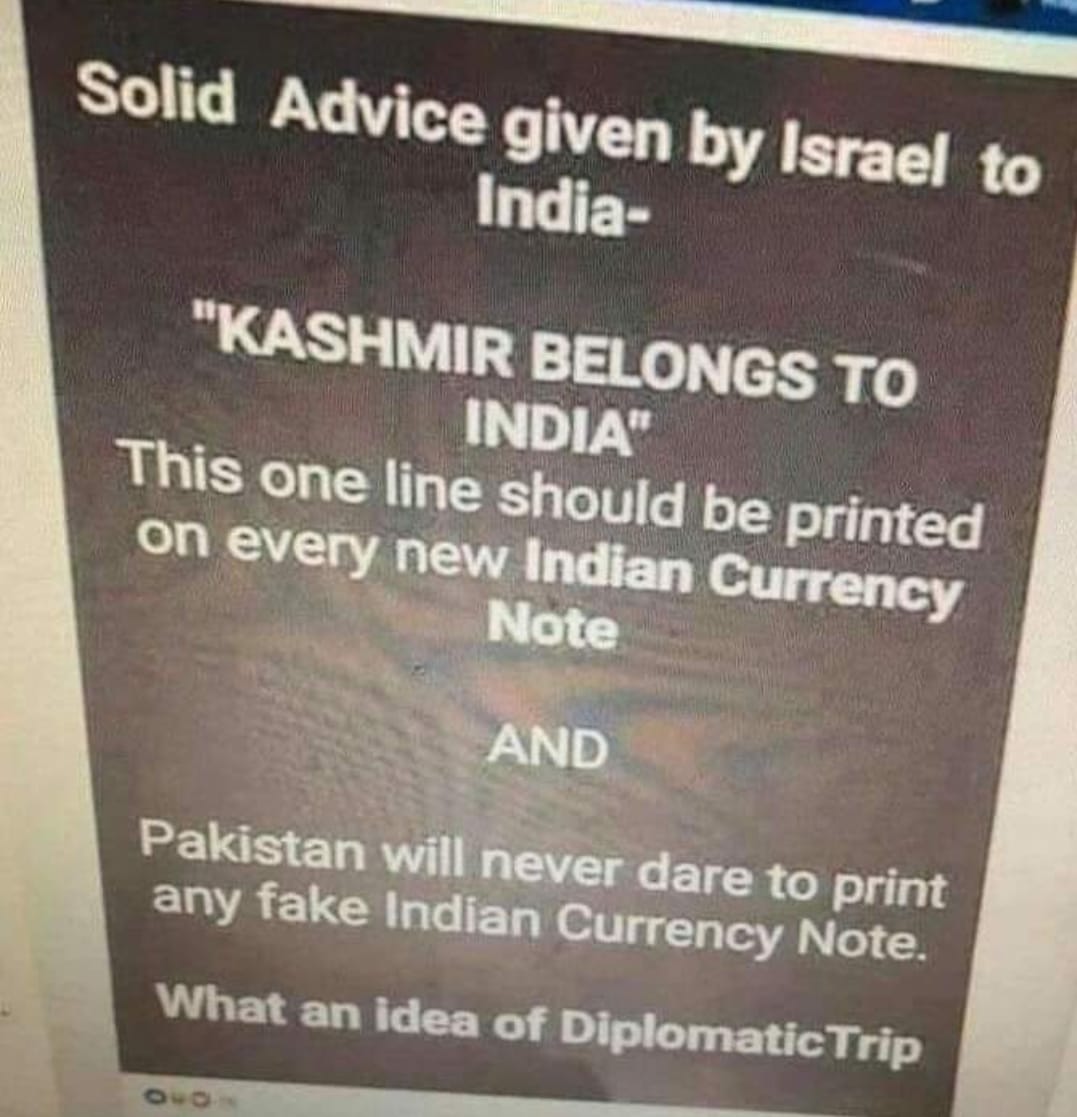 Solid Advice given by Israel to
India-
"KASHMIR BELONGS TO
INDIA"
This one line should be printed
on every new Indian Currency
Note
AND
Pakistan will never dare to print
any fake Indian Currency Note.
What an idea of DiplomaticTrip